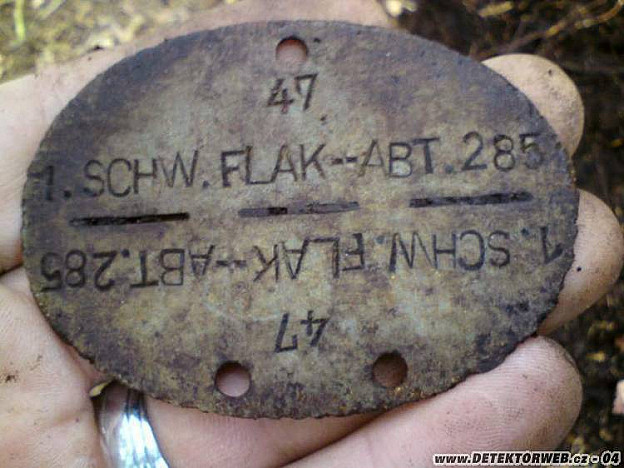 47
1. SCHW. FLAK--ABT. 285
1. SCHW. FLAK--ABT. 285
47
WWW.DETEKTORWEB.cz - 04